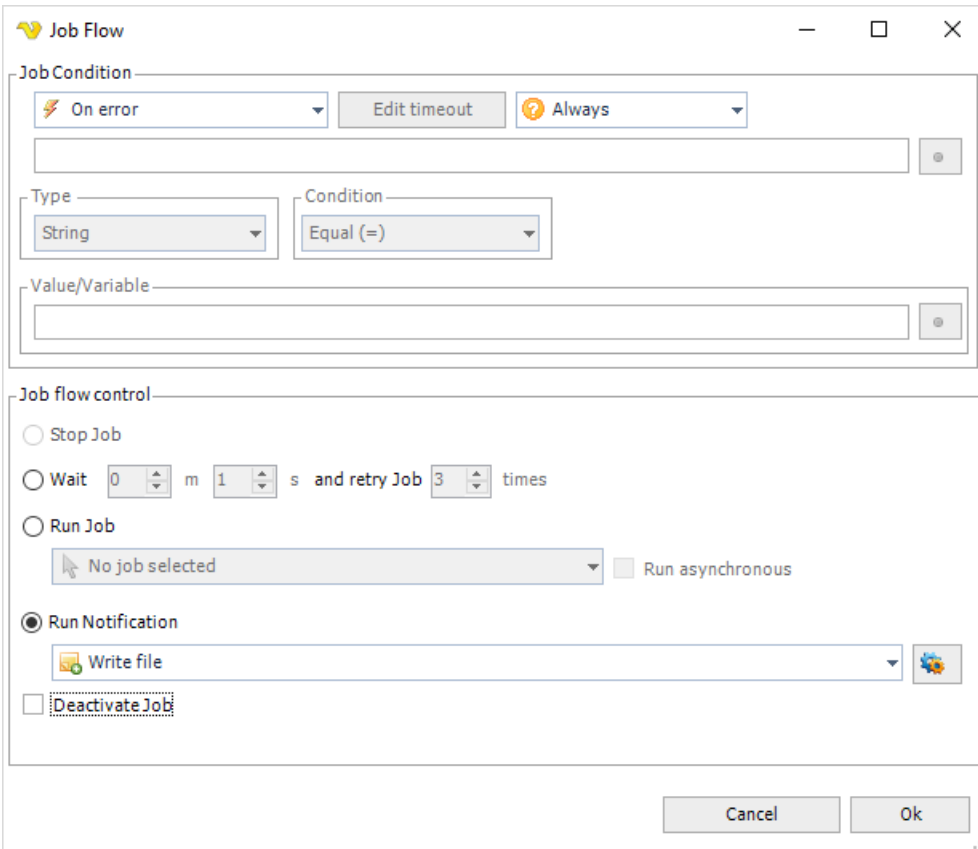 Job Flow
Job Condition
On error Edit timeout Always
Type Condition
String Equal (=)
Value/Variable
Job flow control
Stop Job
Wait 0 m 1 s and retry Job 3 times
Run Job
No job selected Run asynchronous
Run Notification
Write file
Deactivate Job
Cancel Ok